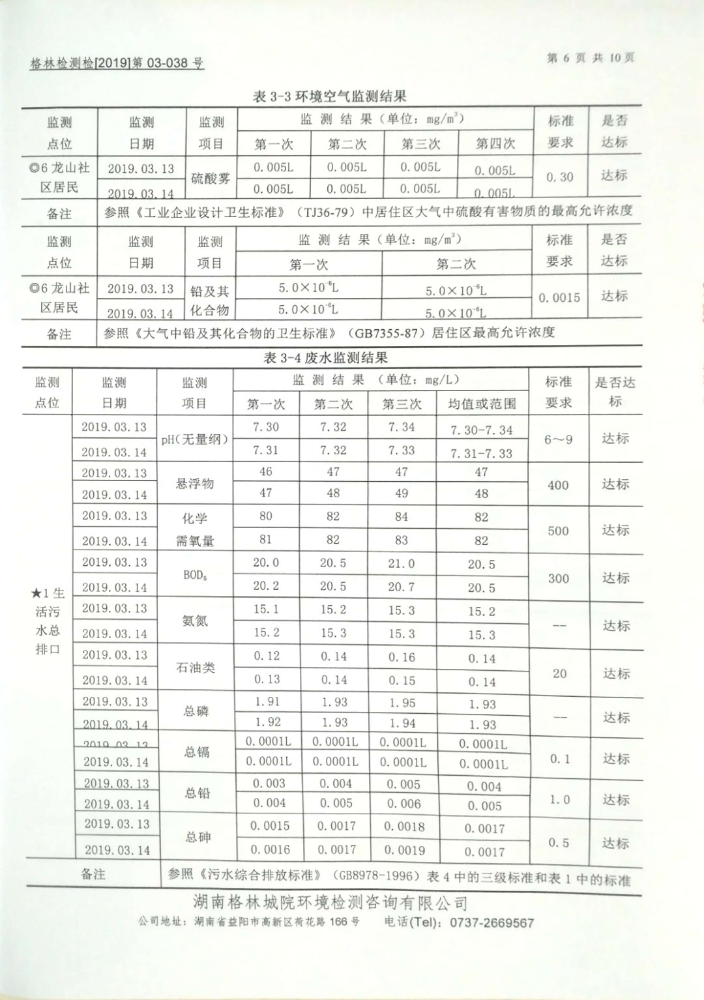 格林检测检[2019]第 03-038 号
第 6 页 共 10 页
表 3-3 环境空气监测结果
监测点位 监测日期 监测项目 监 测 结 果（单位：mg/m³） 标准要求 是否达标
第一次 第二次 第三次 第四次
◎6 龙山社区居民 2019.03.13 硫酸雾 0.005L 0.005L 0.005L 0.005L 0.30 达标
2019.03.14 0.005L 0.005L 0.005L 0.005L
备注 参照《工业企业设计卫生标准》（TJ36-79）中居住区大气中硫酸有害物质的最高允许浓度
监测点位 监测日期 监测项目 监 测 结 果（单位：mg/m³） 标准要求 是否达标
第一次 第二次
◎6 龙山社区居民 2019.03.13 铅及其化合物 5.0×10⁻⁶L 5.0×10⁻⁶L 0.0015 达标
2019.03.14 5.0×10⁻⁶L 5.0×10⁻⁶L
备注 参照《大气中铅及其化合物的卫生标准》（GB7355-87）居住区最高允许浓度
表 3-4 废水监测结果
监测点位 监测日期 监测项目 监 测 结 果 （单位：mg/L） 标准要求 是否达标
第一次 第二次 第三次 均值或范围
★1 生活污水总排口 2019.03.13 pH（无量纲） 7.30 7.32 7.34 7.30-7.34 6～9 达标
2019.03.14 7.31 7.32 7.33 7.31-7.33
2019.03.13 悬浮物 46 47 47 47 400 达标
2019.03.14 47 48 49 48
2019.03.13 化学需氧量 80 82 84 82 500 达标
2019.03.14 81 82 83 82
2019.03.13 BOD₅ 20.0 20.5 21.0 20.5 300 达标
2019.03.14 20.2 20.5 20.7 20.5
2019.03.13 氨氮 15.1 15.2 15.3 15.2 -- 达标
2019.03.14 15.2 15.3 15.3 15.3
2019.03.13 石油类 0.12 0.14 0.16 0.14 20 达标
2019.03.14 0.13 0.14 0.15 0.14
2019.03.13 总磷 1.91 1.93 1.95 1.93 -- 达标
2019.03.14 1.92 1.93 1.94 1.93
2019.03.13 总镉 0.0001L 0.0001L 0.0001L 0.0001L 0.1 达标
2019.03.14 0.0001L 0.0001L 0.0001L 0.0001L
2019.03.13 总铅 0.003 0.004 0.005 0.004 1.0 达标
2019.03.14 0.004 0.005 0.006 0.005
2019.03.13 总砷 0.0015 0.0017 0.0018 0.0017 0.5 达标
2019.03.14 0.0016 0.0017 0.0019 0.0017
备注 参照《污水综合排放标准》（GB8978-1996）表 4 中的三级标准和表 1 中的标准
湖南格林城院环境检测咨询有限公司
公司地址：湖南省益阳市高新区荷花路 166 号 电话(Tel)：0737-2669567